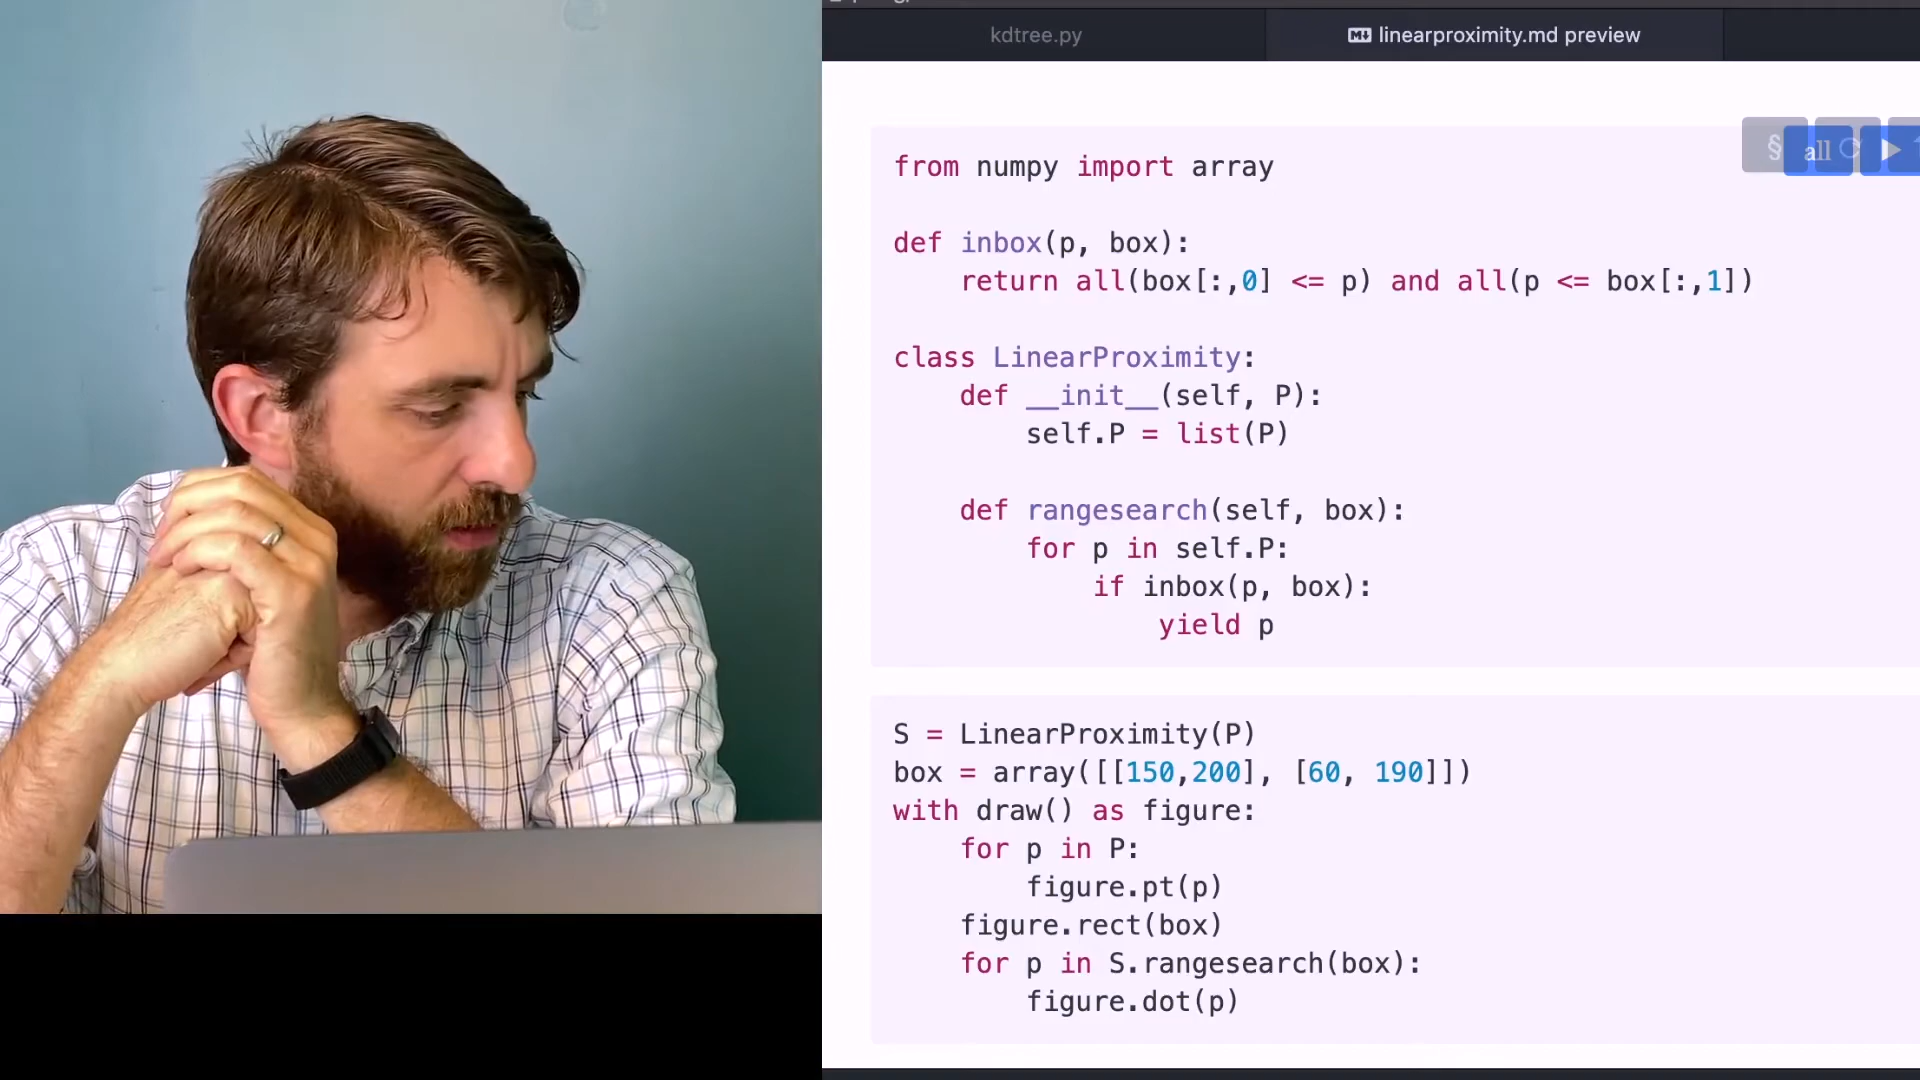 kdtree.py
linearproximity.md preview
§ all
from numpy import array
def inbox(p, box):
    return all(box[:,0] <= p) and all(p <= box[:,1])
class LinearProximity:
    def __init__(self, P):
        self.P = list(P)
    def rangesearch(self, box):
        for p in self.P:
            if inbox(p, box):
                yield p
S = LinearProximity(P)
box = array([[150,200], [60, 190]])
with draw() as figure:
    for p in P:
        figure.pt(p)
    figure.rect(box)
    for p in S.rangesearch(box):
        figure.dot(p)